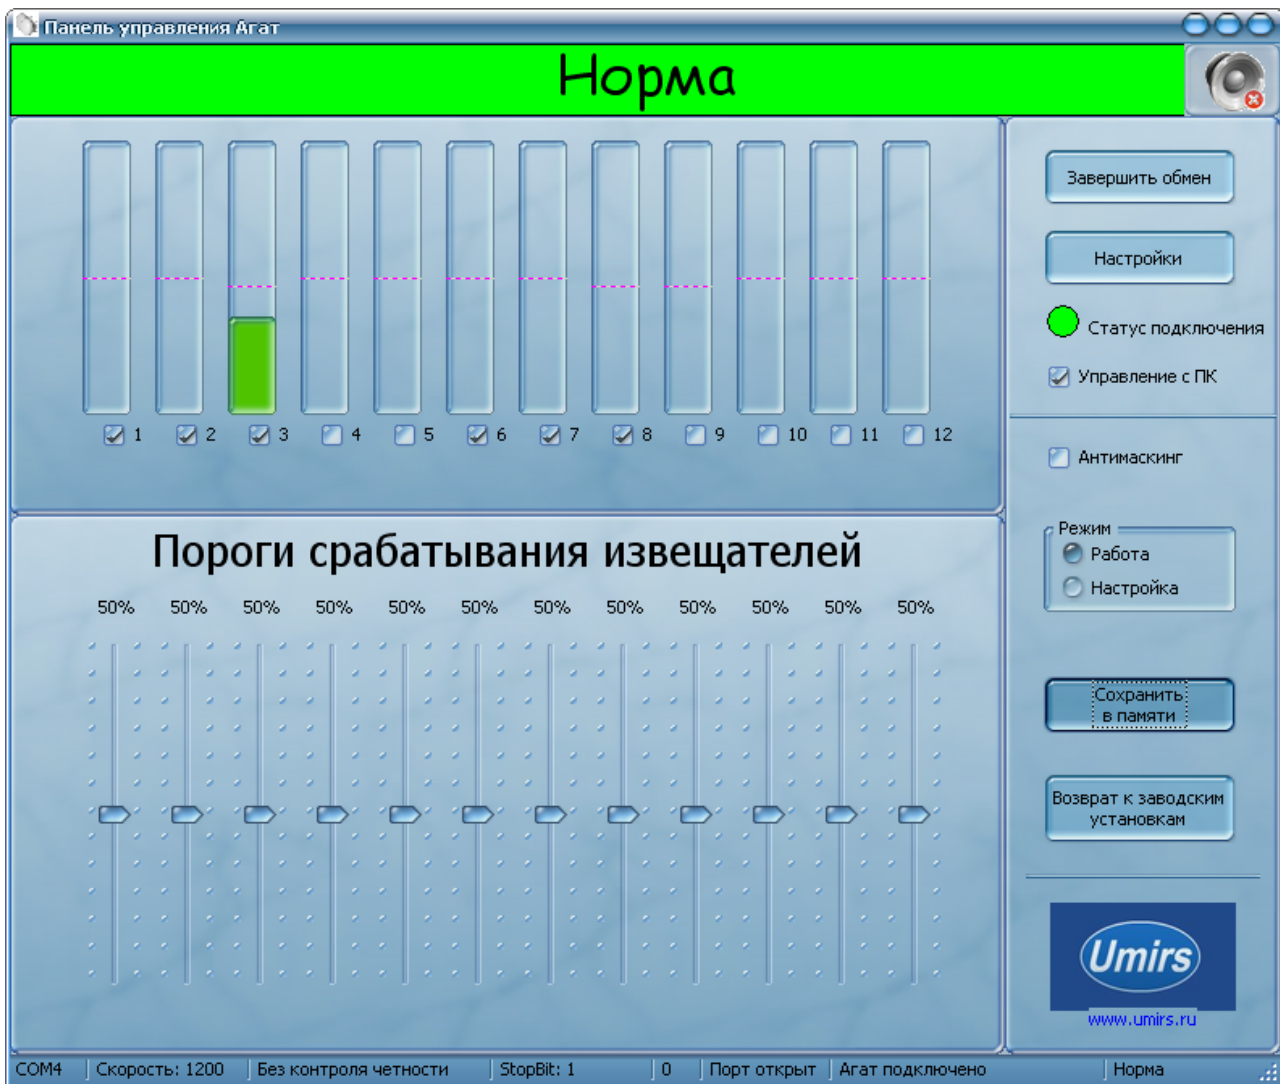 Панель управления Агат
Норма
Завершить обмен
Настройки
Статус подключения
Управление с ПК
1 2 3 4 5 6 7 8 9 10 11 12
Антимаскинг
Режим
Работа
Настройка
Пороги срабатывания извещателей
50% 50% 50% 50% 50% 50% 50% 50% 50% 50% 50% 50%
Сохранить
в памяти
Возврат к заводским
установкам
Umirs
www.umirs.ru
COM4 Скорость: 1200 Без контроля четности StopBit: 1 0 Порт открыт Агат подключено Норма